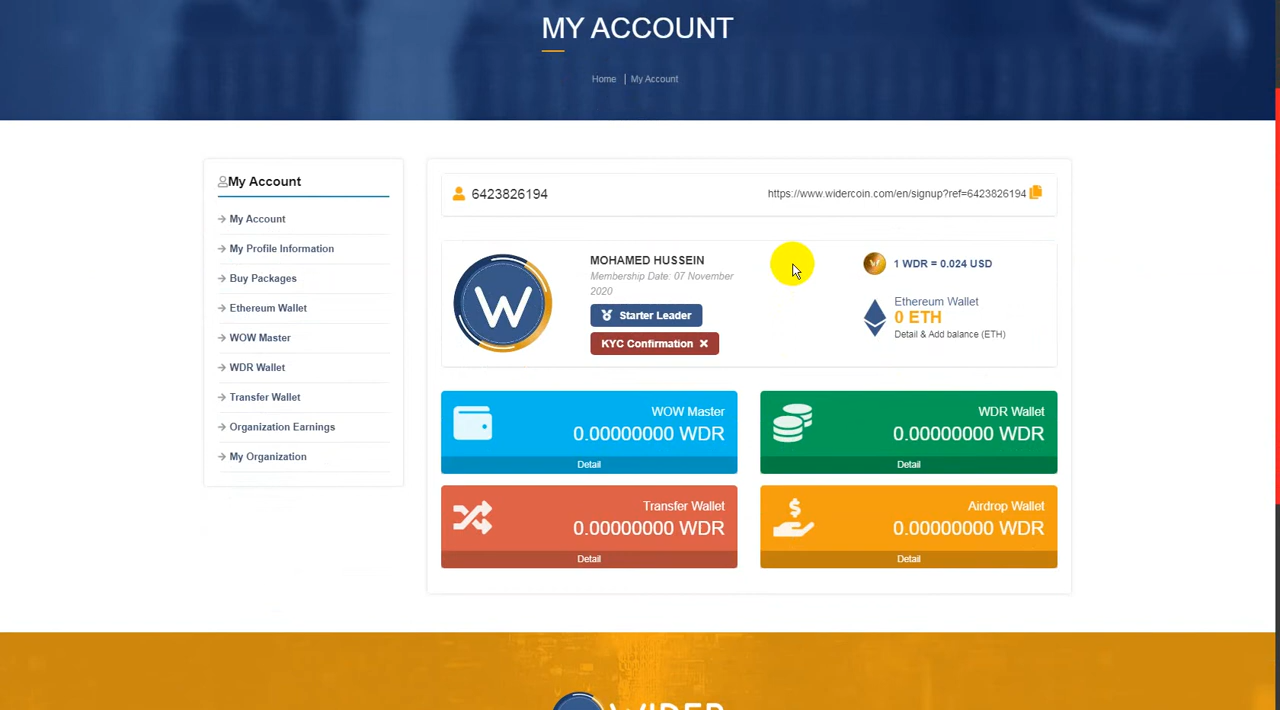 MY ACCOUNT
Home | My Account
My Account
My Account
My Profile Information
Buy Packages
Ethereum Wallet
WOW Master
WDR Wallet
Transfer Wallet
Organization Earnings
My Organization
6423826194
https://www.widercoin.com/en/signup?ref=6423826194
W
MOHAMED HUSSEIN
Membership Date: 07 November
2020
Starter Leader
KYC Confirmation ×
1 WDR = 0.024 USD
Ethereum Wallet
0 ETH
Detail & Add balance (ETH)
WOW Master
0.00000000 WDR
Detail
WDR Wallet
0.00000000 WDR
Detail
Transfer Wallet
0.00000000 WDR
Detail
Airdrop Wallet
0.00000000 WDR
Detail
WIDER